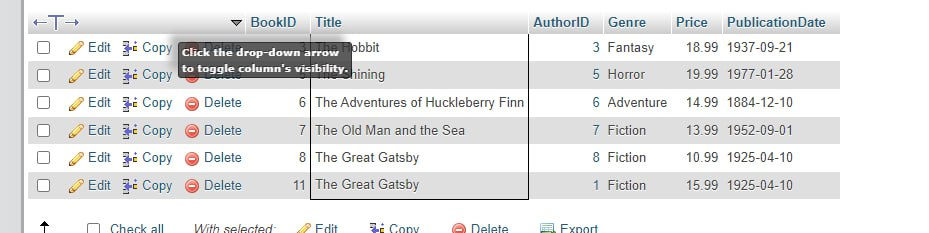 BookID Title AuthorID Genre Price PublicationDate
Edit Copy Delete 3 The Hobbit 3 Fantasy 18.99 1937-09-21
Click the drop-down arrow
to toggle column's visibility.
Edit Copy Delete The Shining 5 Horror 19.99 1977-01-28
Edit Copy Delete 6 The Adventures of Huckleberry Finn 6 Adventure 14.99 1884-12-10
Edit Copy Delete 7 The Old Man and the Sea 7 Fiction 13.99 1952-09-01
Edit Copy Delete 8 The Great Gatsby 8 Fiction 10.99 1925-04-10
Edit Copy Delete 11 The Great Gatsby 1 Fiction 15.99 1925-04-10
Check all With selected: Edit Copy Delete Export